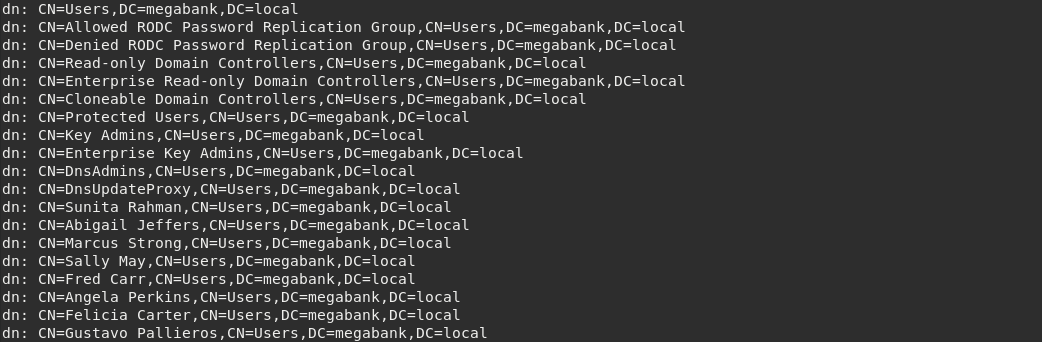 dn: CN=Users,DC=megabank,DC=local
dn: CN=Allowed RODC Password Replication Group,CN=Users,DC=megabank,DC=local
dn: CN=Denied RODC Password Replication Group,CN=Users,DC=megabank,DC=local
dn: CN=Read-only Domain Controllers,CN=Users,DC=megabank,DC=local
dn: CN=Enterprise Read-only Domain Controllers,CN=Users,DC=megabank,DC=local
dn: CN=Cloneable Domain Controllers,CN=Users,DC=megabank,DC=local
dn: CN=Protected Users,CN=Users,DC=megabank,DC=local
dn: CN=Key Admins,CN=Users,DC=megabank,DC=local
dn: CN=Enterprise Key Admins,CN=Users,DC=megabank,DC=local
dn: CN=DnsAdmins,CN=Users,DC=megabank,DC=local
dn: CN=DnsUpdateProxy,CN=Users,DC=megabank,DC=local
dn: CN=Sunita Rahman,CN=Users,DC=megabank,DC=local
dn: CN=Abigail Jeffers,CN=Users,DC=megabank,DC=local
dn: CN=Marcus Strong,CN=Users,DC=megabank,DC=local
dn: CN=Sally May,CN=Users,DC=megabank,DC=local
dn: CN=Fred Carr,CN=Users,DC=megabank,DC=local
dn: CN=Angela Perkins,CN=Users,DC=megabank,DC=local
dn: CN=Felicia Carter,CN=Users,DC=megabank,DC=local
dn: CN=Gustavo Pallieros,CN=Users,DC=megabank,DC=local